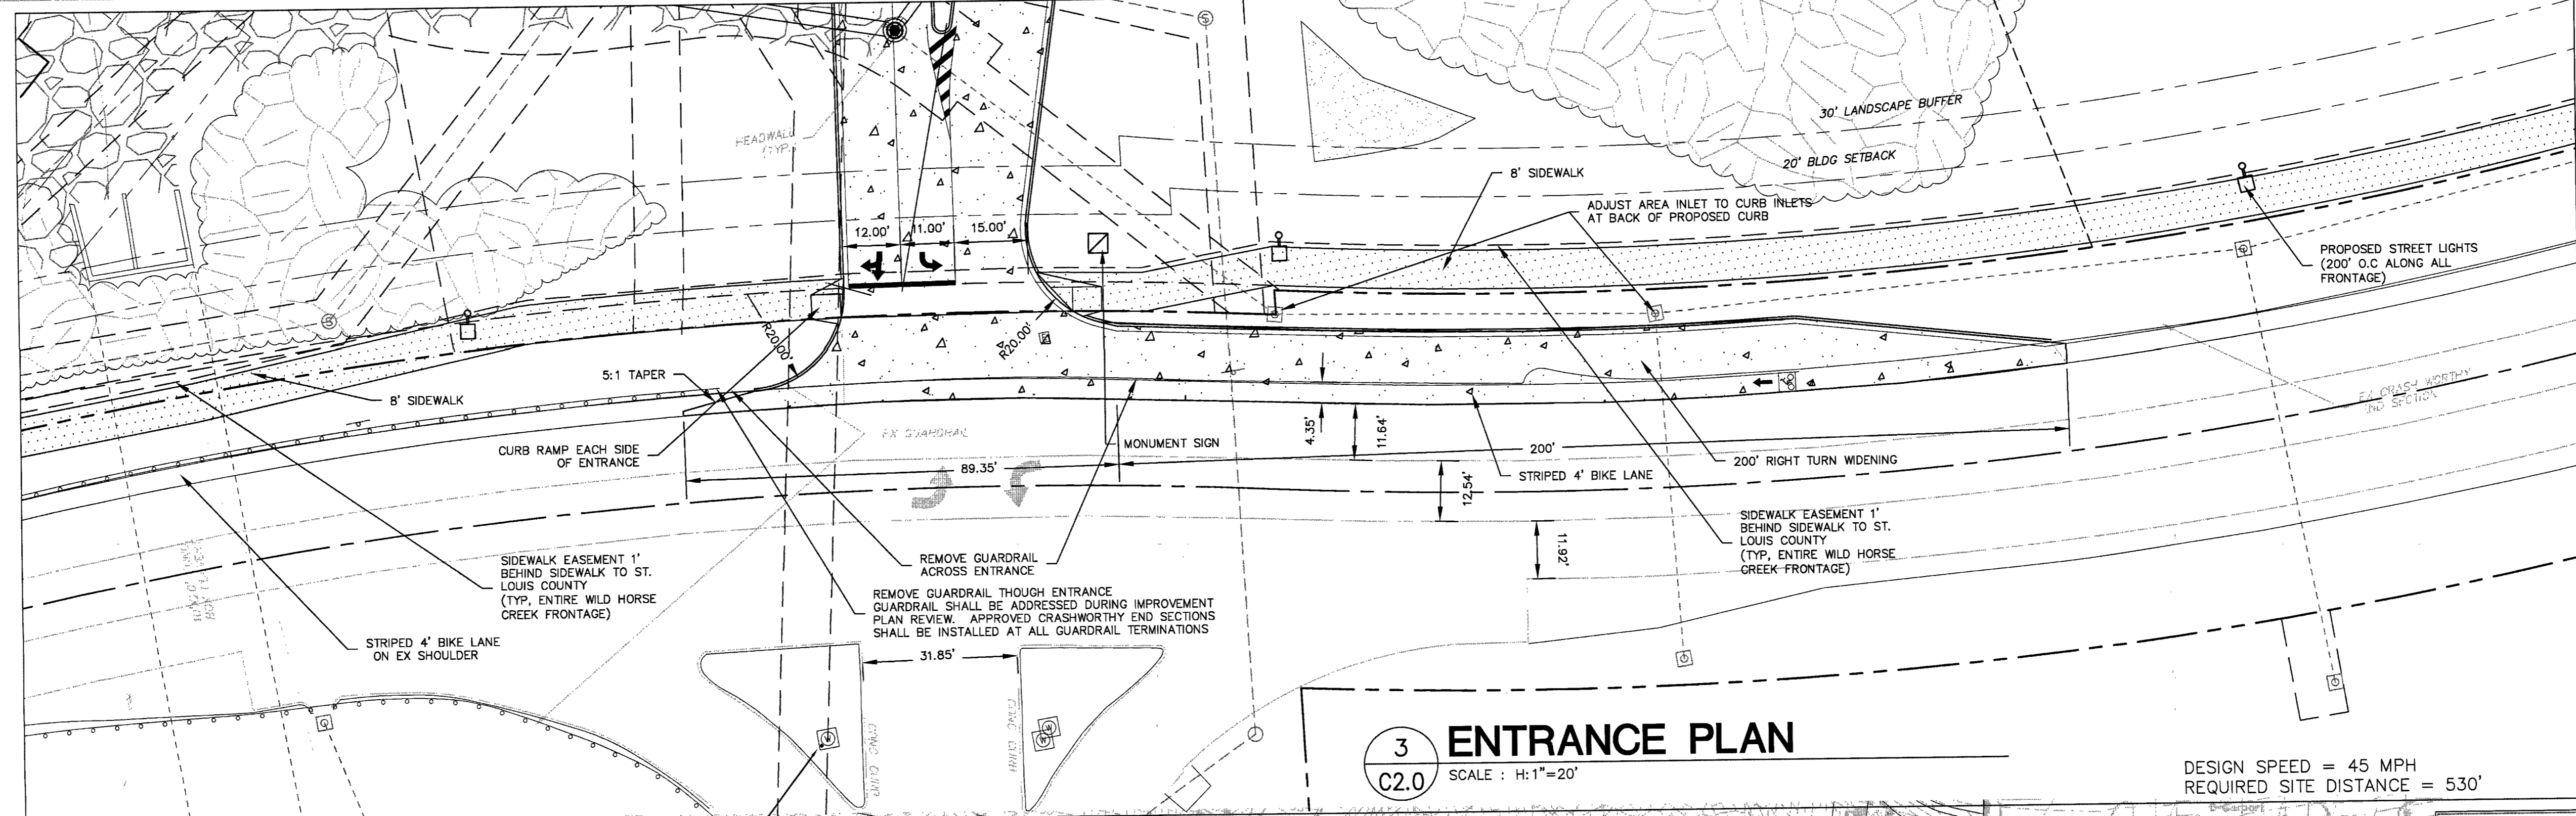 HEADWALL
(TYP.)
30' LANDSCAPE BUFFER
20' BLDG SETBACK
8' SIDEWALK
ADJUST AREA INLET TO CURB INLETS
AT BACK OF PROPOSED CURB
12.00'
11.00'
15.00'
PROPOSED STREET LIGHTS
(200' O.C ALONG ALL
FRONTAGE)
S
S
R20.00'
R20.00'
5:1 TAPER
8' SIDEWALK
CURB RAMP EACH SIDE
OF ENTRANCE
EX GUARDRAIL
MONUMENT SIGN
4.35'
11.64'
200'
89.35'
200' RIGHT TURN WIDENING
STRIPED 4' BIKE LANE
12.54'
11.92'
EX CRASH WORTHY
END SECTION
SIDEWALK EASEMENT 1'
BEHIND SIDEWALK TO ST.
LOUIS COUNTY
(TYP, ENTIRE WILD HORSE
CREEK FRONTAGE)
SIDEWALK EASEMENT 1'
BEHIND SIDEWALK TO ST.
LOUIS COUNTY
(TYP, ENTIRE WILD HORSE
CREEK FRONTAGE)
REMOVE GUARDRAIL
ACROSS ENTRANCE
REMOVE GUARDRAIL THOUGH ENTRANCE
GUARDRAIL SHALL BE ADDRESSED DURING IMPROVEMENT
PLAN REVIEW. APPROVED CRASHWORTHY END SECTIONS
SHALL BE INSTALLED AT ALL GUARDRAIL TERMINATIONS
STRIPED 4' BIKE LANE
ON EX SHOULDER
31.85'
CONC CURB
CONC CURB
W
W
W
3
C2.0
ENTRANCE PLAN
SCALE : H:1"=20'
DESIGN SPEED = 45 MPH
REQUIRED SITE DISTANCE = 530'